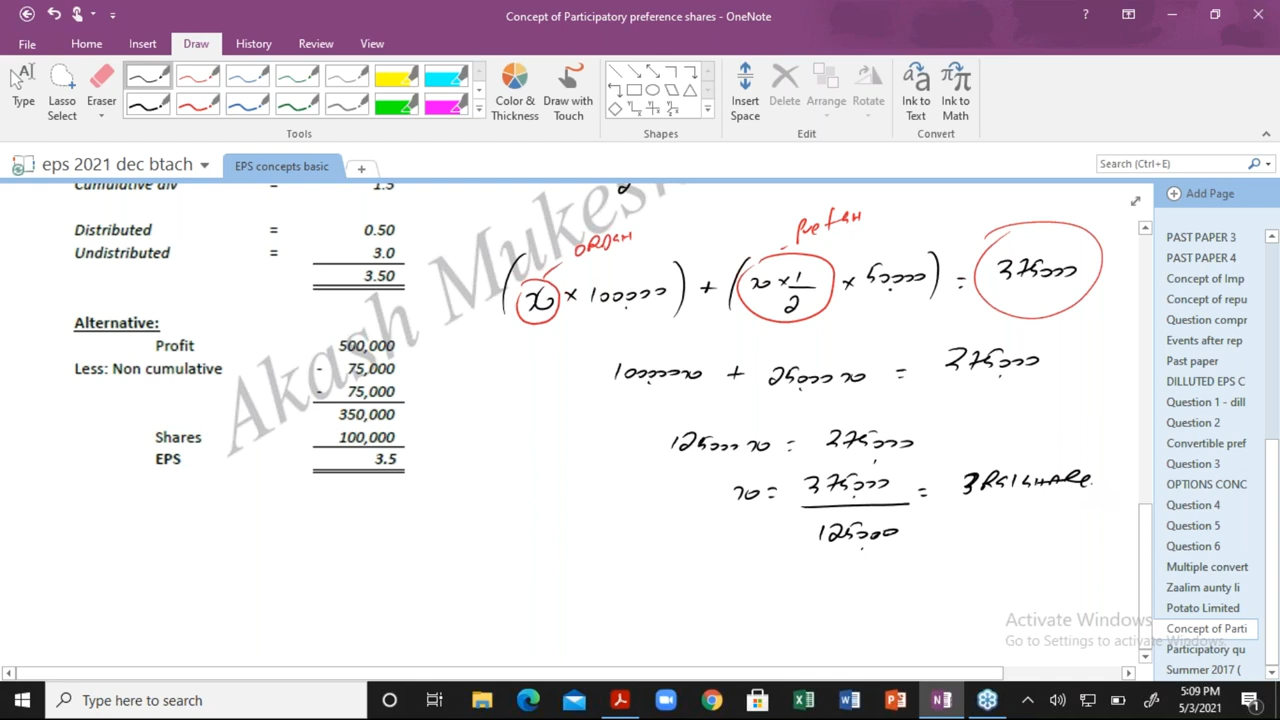 Concept of Participatory preference shares - OneNote
File Home Insert Draw History Review View
Type
Lasso Select
Eraser
Color & Thickness
Draw with Touch
Insert Space
Delete
Arrange
Rotate
Ink to Text
Ink to Math
Tools Shapes Edit Convert
eps 2021 dec btach
EPS concepts basic
Search (Ctrl+E)
Add Page
Cumulative div = 1.5
Distributed = 0.50
Undistributed = 3.0
3.50
Alternative:
Profit 500,000
Less: Non cumulative - 75,000
- 75,000
350,000
Shares 100,000
EPS 3.5
Akash Mukesh
ORDSH
PrefSH
(x × 100000) + (x × 1/2 × 50000) = 375000
100000x + 25000x = 375000
125000x = 375000
x = 375000 / 125000 = 3 RS/SHARE
PAST PAPER 3
PAST PAPER 4
Concept of Imp
Concept of repu
Question compr
Events after rep
Past paper
DILLUTED EPS C
Question 1 - dill
Question 2
Convertible pref
Question 3
OPTIONS CONC
Question 4
Question 5
Question 6
Multiple convert
Zaalim aunty li
Potato Limited
Concept of Parti
Participatory qu
Summer 2017 (
Activate Windows
Go to Settings to activate Windows.
Type here to search
5:09 PM
5/3/2021